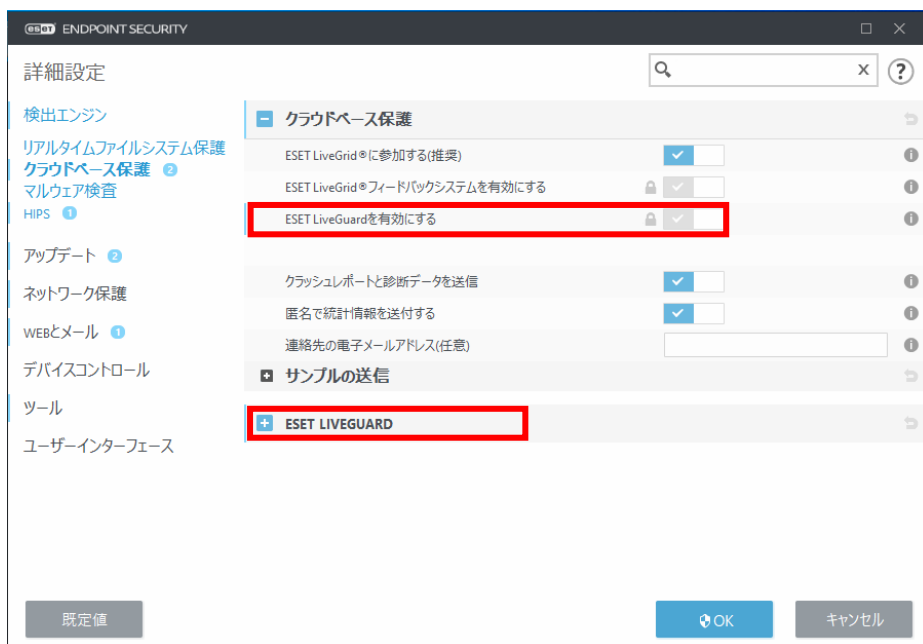 eset ENDPOINT SECURITY
詳細設定
検出エンジン
リアルタイムファイルシステム保護
クラウドベース保護 2
マルウェア検査
HIPS 1
アップデート 2
ネットワーク保護
WEBとメール 1
デバイスコントロール
ツール
ユーザーインターフェース
クラウドベース保護
ESET LiveGrid®に参加する(推奨)
ESET LiveGrid®フィードバックシステムを有効にする
ESET LiveGuardを有効にする
クラッシュレポートと診断データを送信
匿名で統計情報を送付する
連絡先の電子メールアドレス(任意)
サンプルの送信
ESET LIVEGUARD
既定値
OK
キャンセル